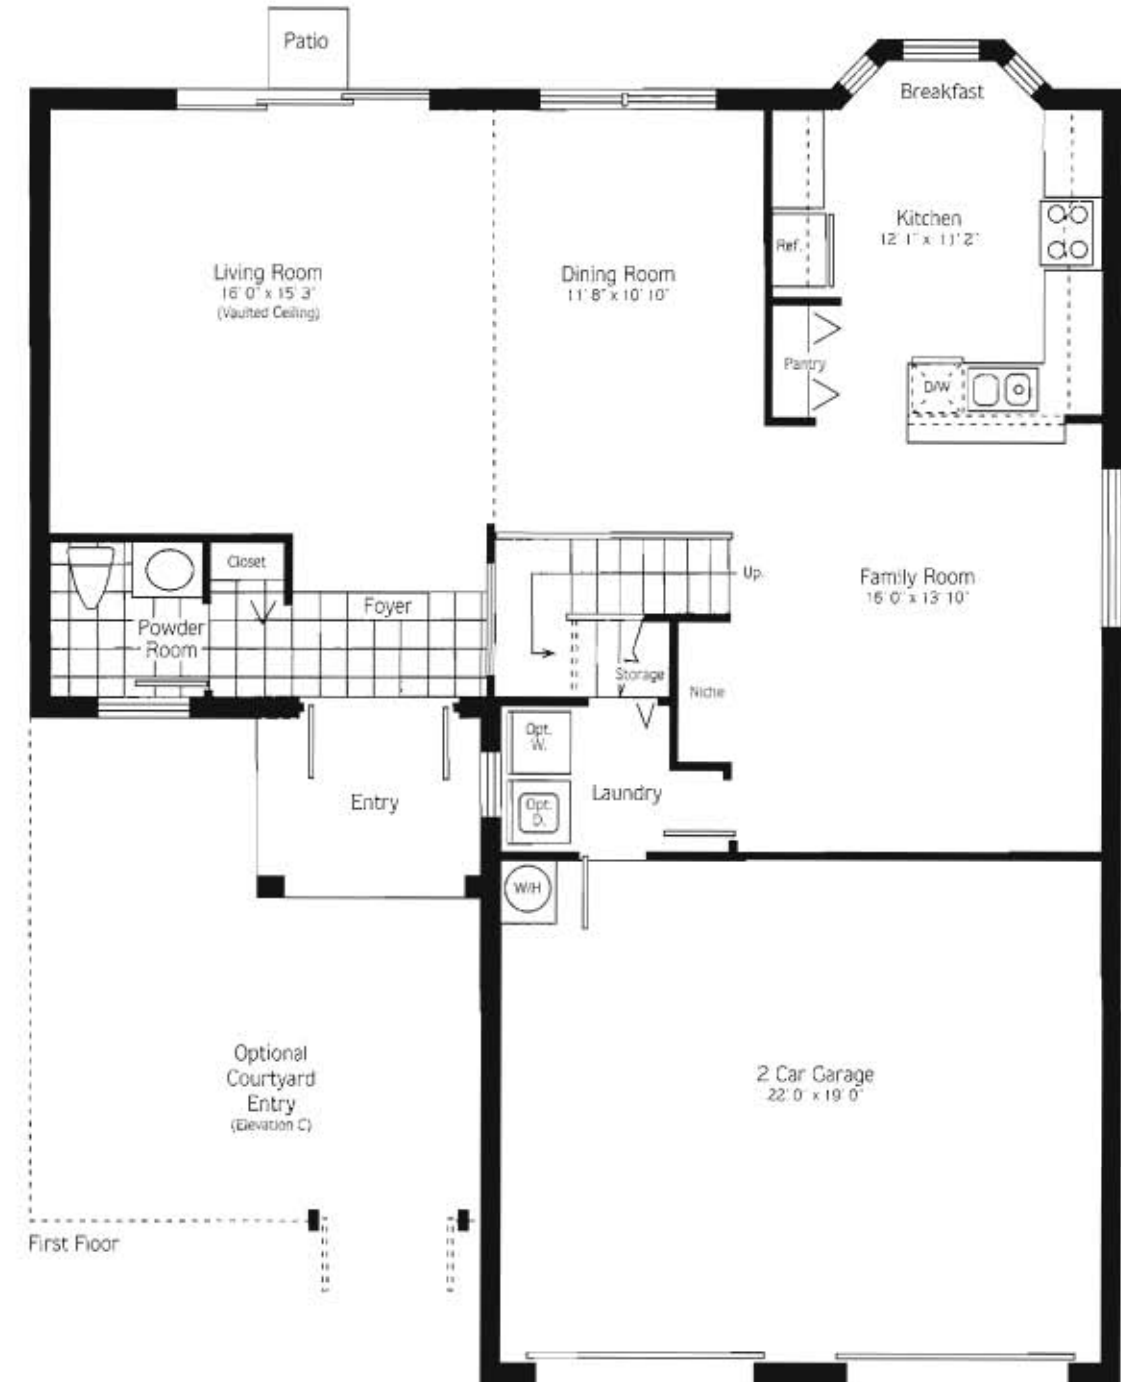 Patio
Breakfast
Kitchen
12' 1" x 11' 2"
Ref.
Living Room
16' 0" x 15' 3"
(Vaulted Ceiling)
Dining Room
11' 8" x 10' 10"
Pantry
D/W
Closet
Up.
Family Room
16' 0" x 13' 10"
Foyer
Powder
Room
Storage
Niche
Opt.
W.
Laundry
Opt.
D.
Entry
W/H
Optional
Courtyard
Entry
(Elevation C)
2 Car Garage
22' 0" x 19' 0"
First Floor